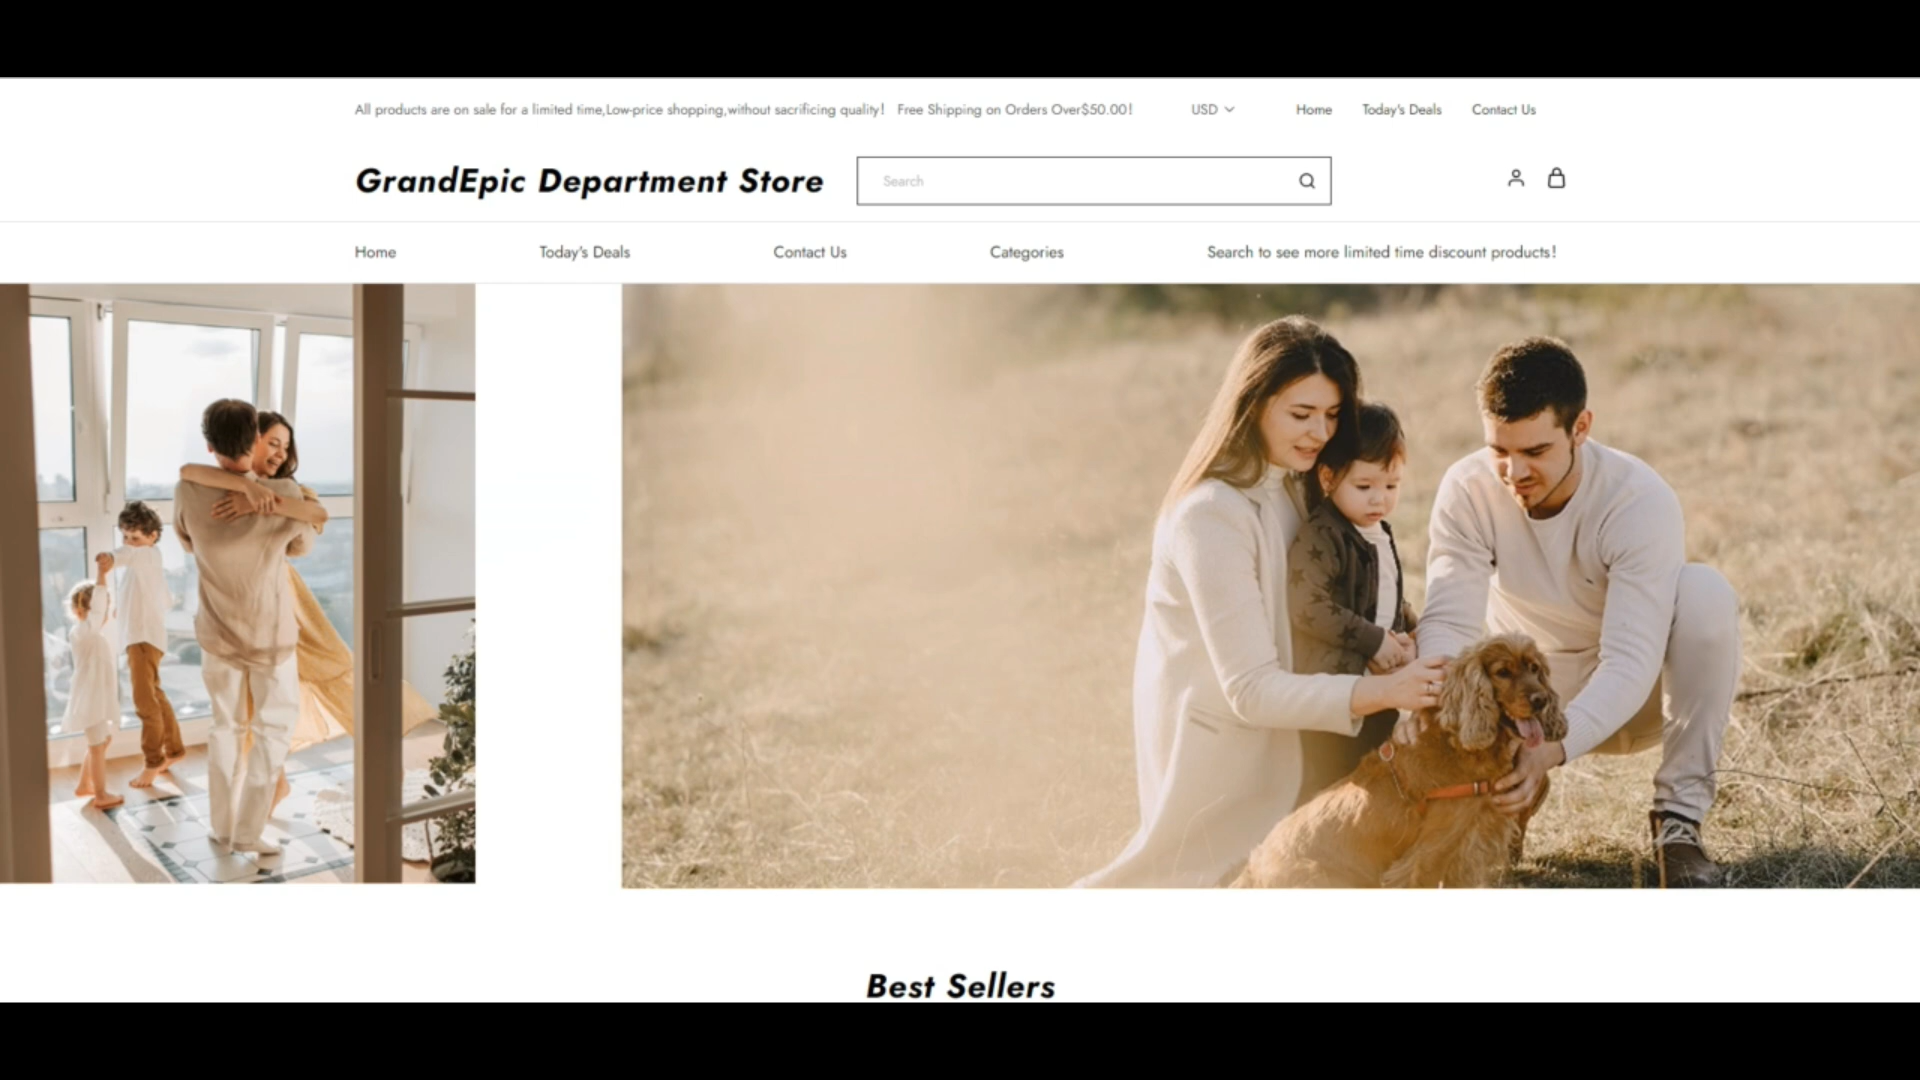 All products are on sale for a limited time,Low-price shopping,without sacrificing quality! Free Shipping on Orders Over$50.00! USD Home Today's Deals Contact Us
GrandEpic Department Store Search
Home Today's Deals Contact Us Categories Search to see more limited time discount products!
Best Sellers